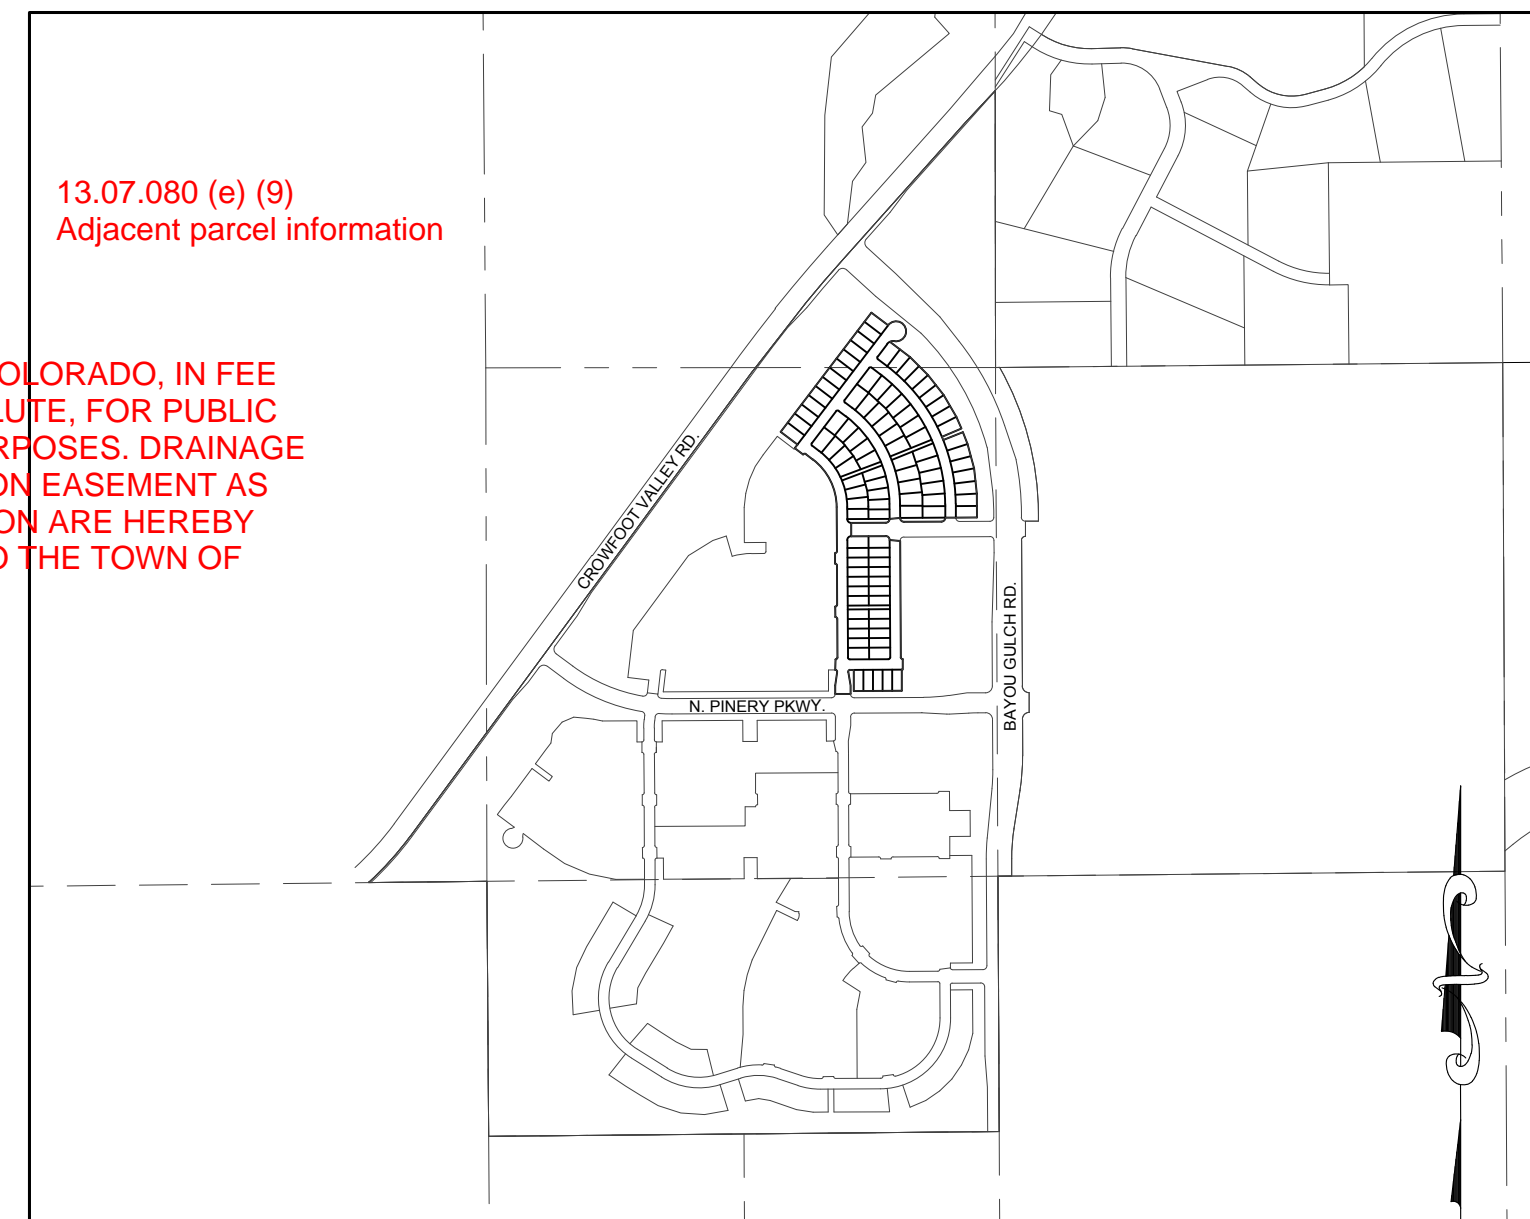 13.07.080 (e) (9)
Adjacent parcel information
OLORADO, IN FEE
LUTE, FOR PUBLIC
RPOSES. DRAINAGE
ON EASEMENT AS
ON ARE HEREBY
O THE TOWN OF
CROWFOOT VALLEY RD.
BAYOU GULCH RD.
N. PINERY PKWY.